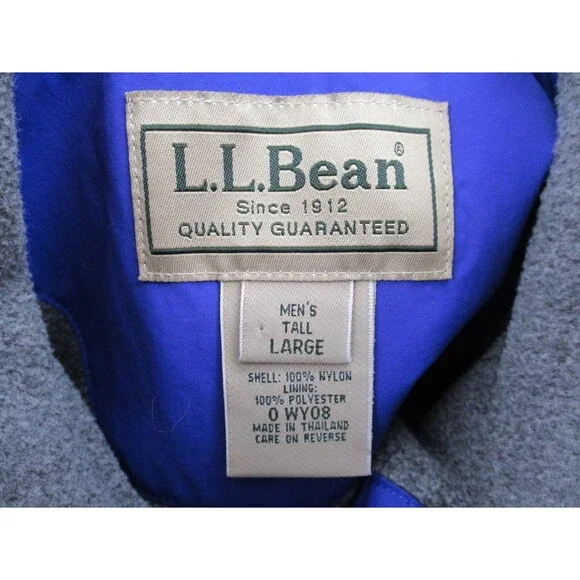 L.L.Bean®
Since 1912
QUALITY GUARANTEED
MEN'S
TALL
LARGE
SHELL: 100% NYLON
LINING:
100% POLYESTER
0 WY08
MADE IN THAILAND
CARE ON REVERSE